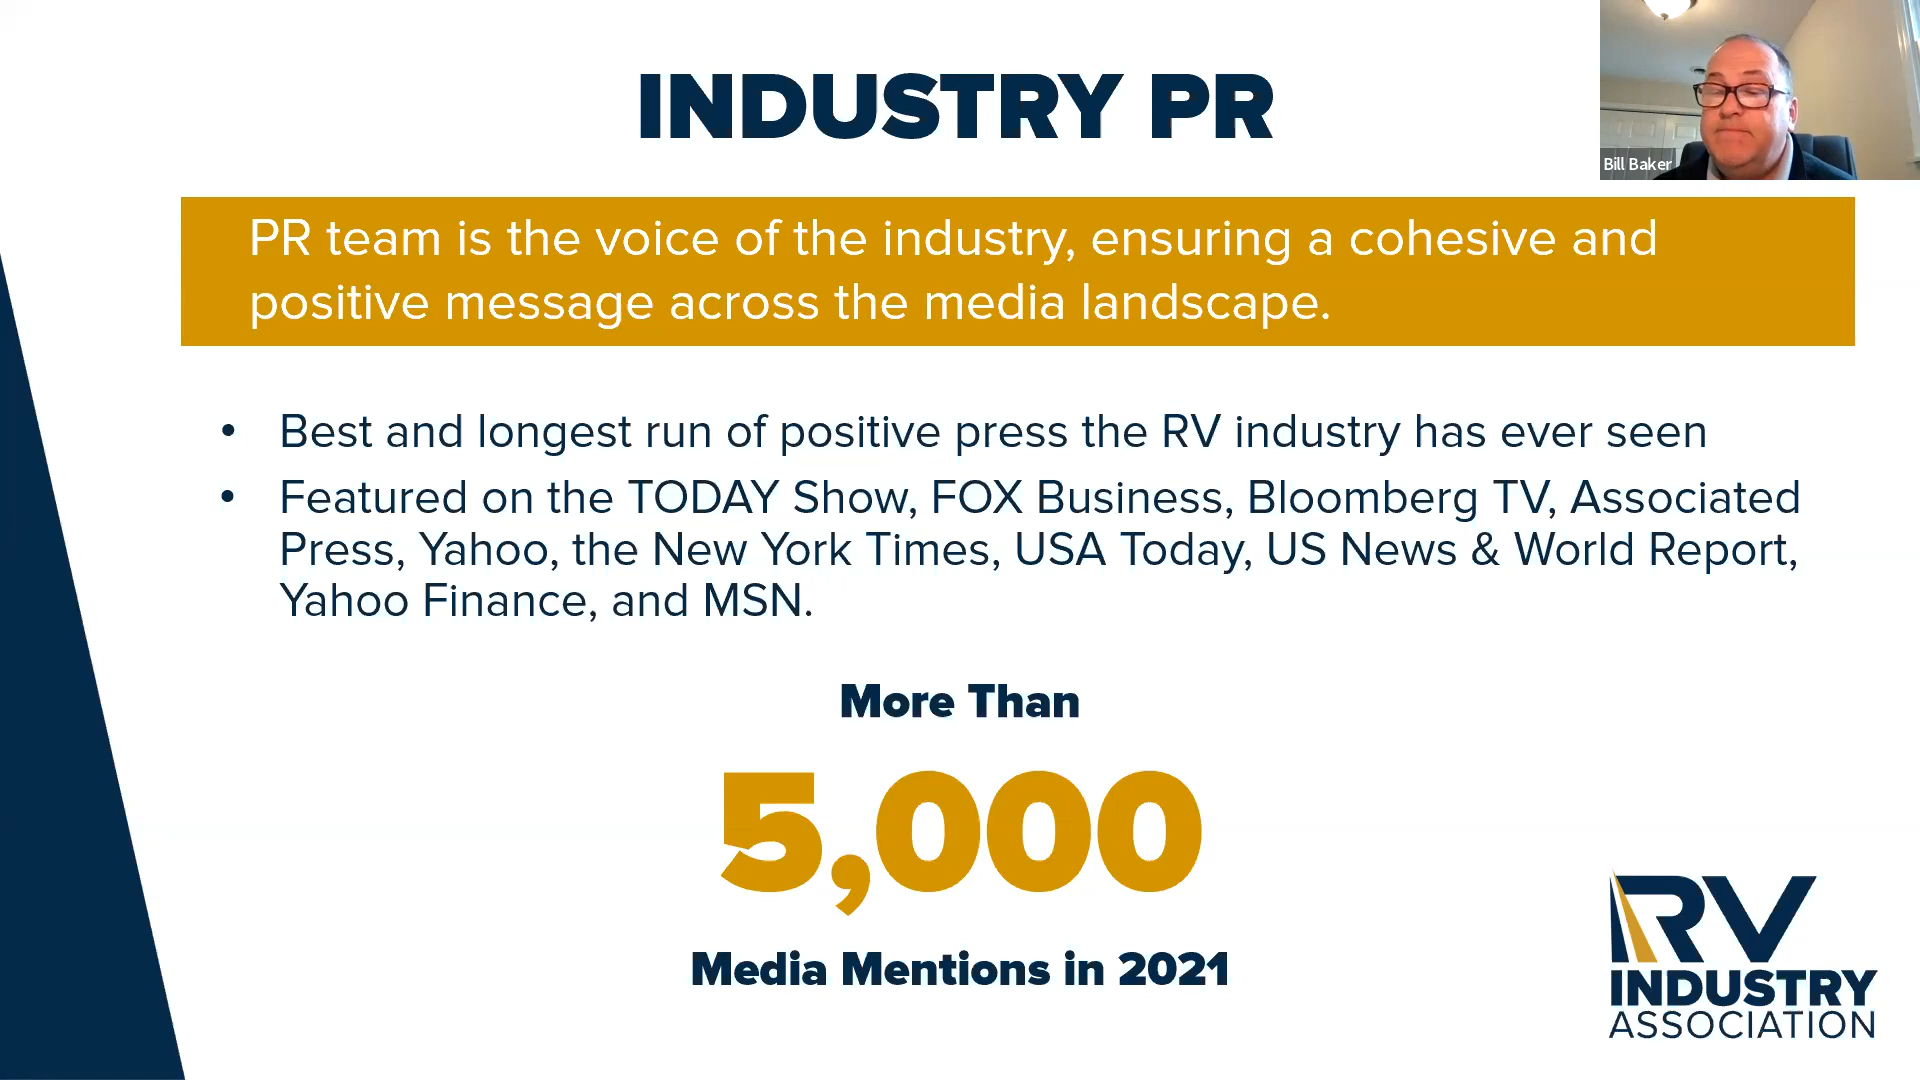 INDUSTRY PR
Bill Baker
PR team is the voice of the industry, ensuring a cohesive and
positive message across the media landscape.
• Best and longest run of positive press the RV industry has ever seen
• Featured on the TODAY Show, FOX Business, Bloomberg TV, Associated
Press, Yahoo, the New York Times, USA Today, US News & World Report,
Yahoo Finance, and MSN.
More Than
5,000
Media Mentions in 2021
RV
INDUSTRY
ASSOCIATION